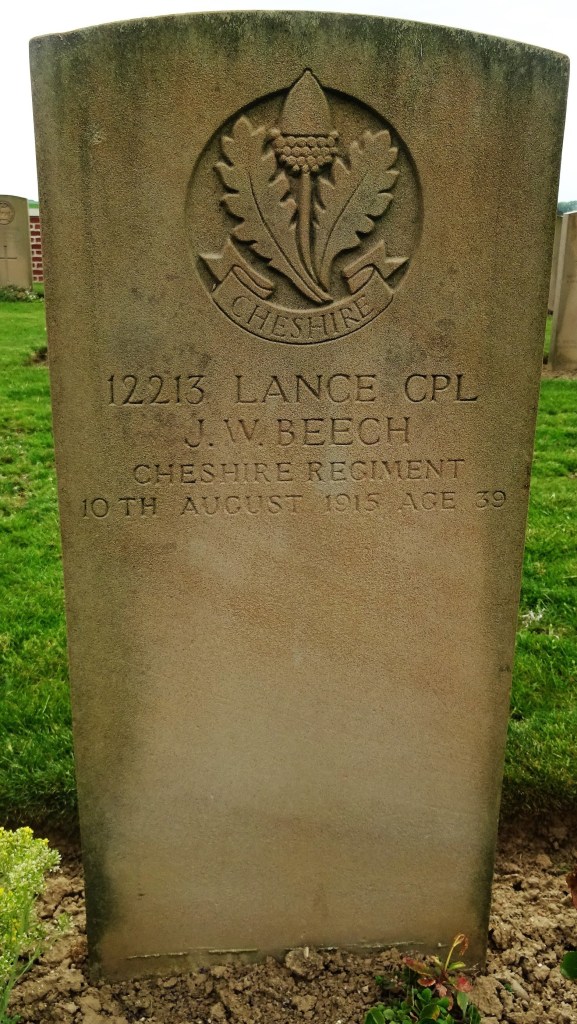 CHESHIRE
12213 LANCE CPL
J. W. BEECH
CHESHIRE REGIMENT
10TH AUGUST 1915 AGE 39